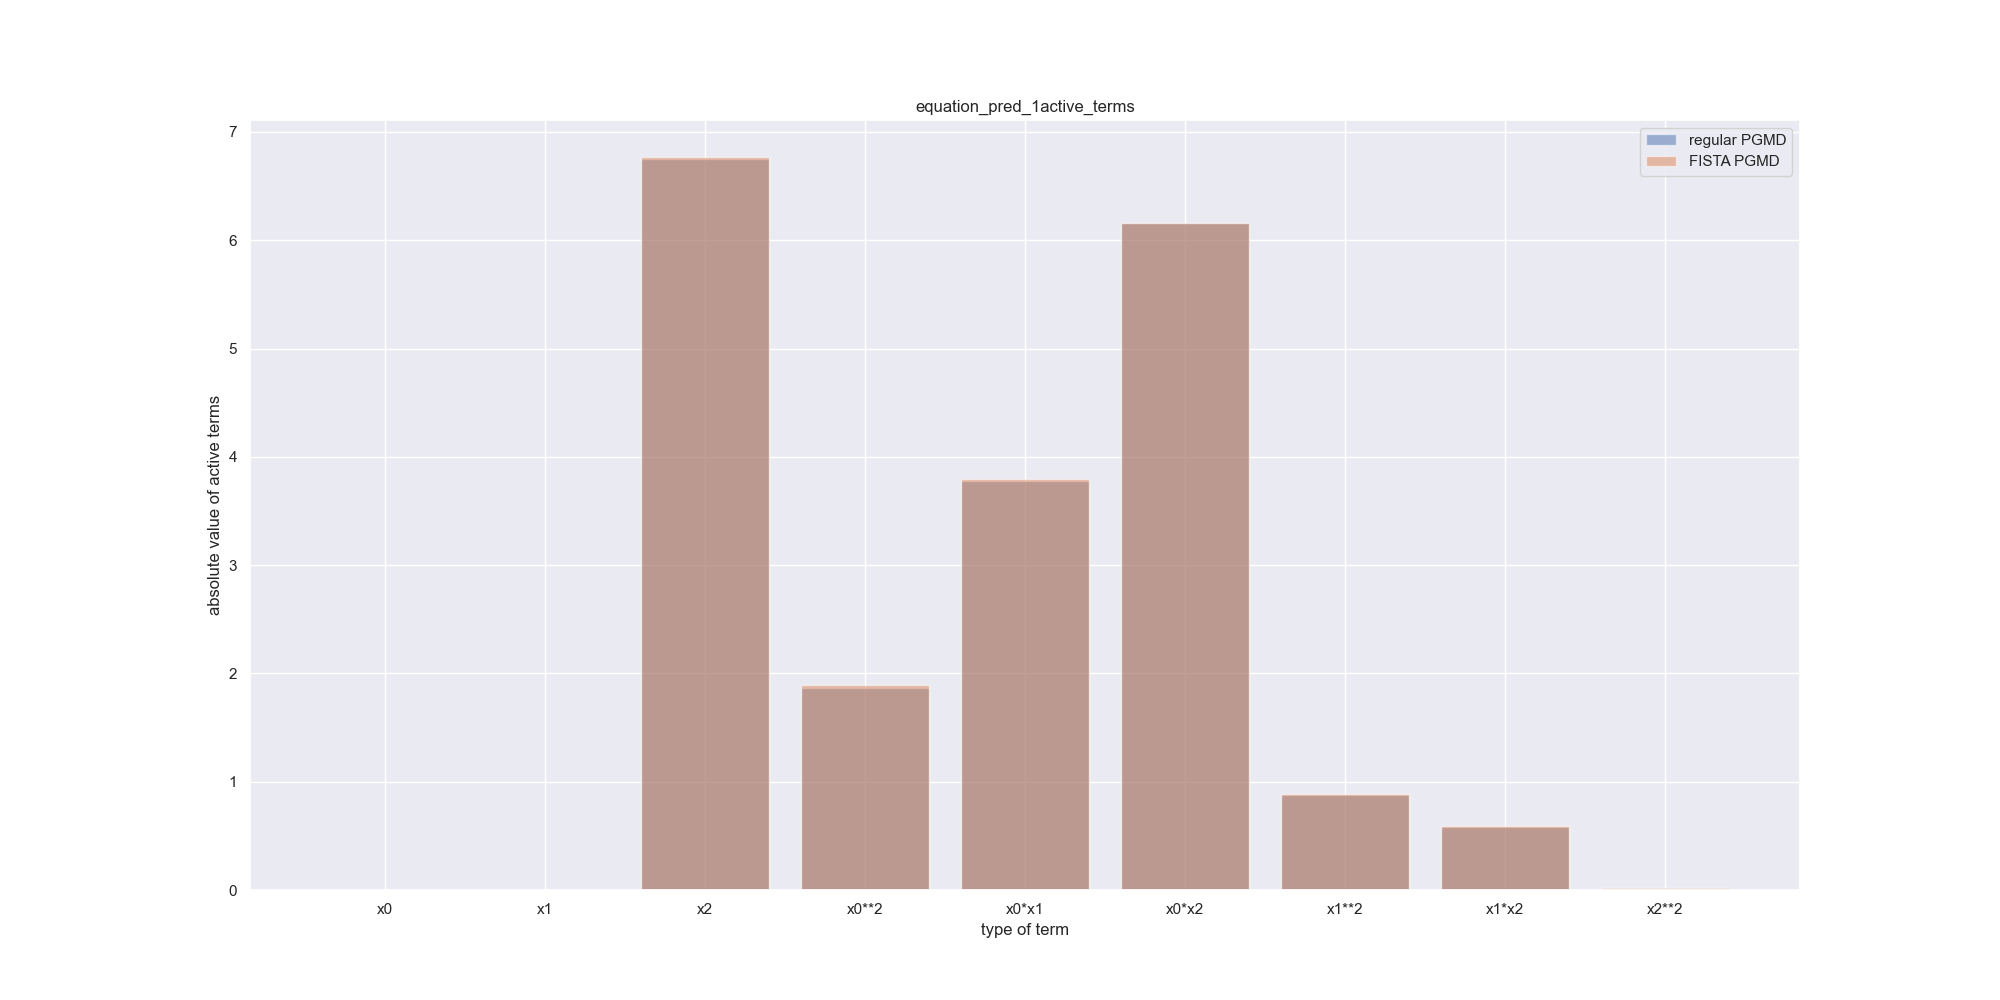 equation_pred_1active_terms
regular PGMD
FISTA PGMD
absolute value of active terms
7
6
5
4
3
2
1
0
x0 x1 x2 x0**2 x0*x1 x0*x2 x1**2 x1*x2 x2**2
type of term